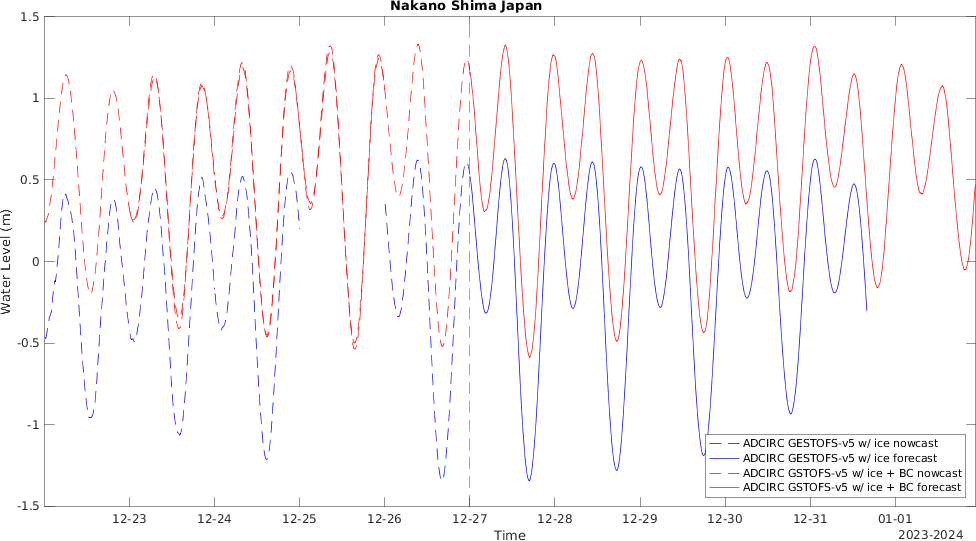 Nakano Shima Japan
Water Level (m)
1.5
1
0.5
0
-0.5
-1
-1.5
12-23
12-24
12-25
12-26
12-27
12-28
12-29
12-30
12-31
01-01
Time
2023-2024
ADCIRC GESTOFS-v5 w/ ice nowcast
ADCIRC GESTOFS-v5 w/ ice forecast
ADCIRC GSTOFS-v5 w/ ice + BC nowcast
ADCIRC GSTOFS-v5 w/ ice + BC forecast